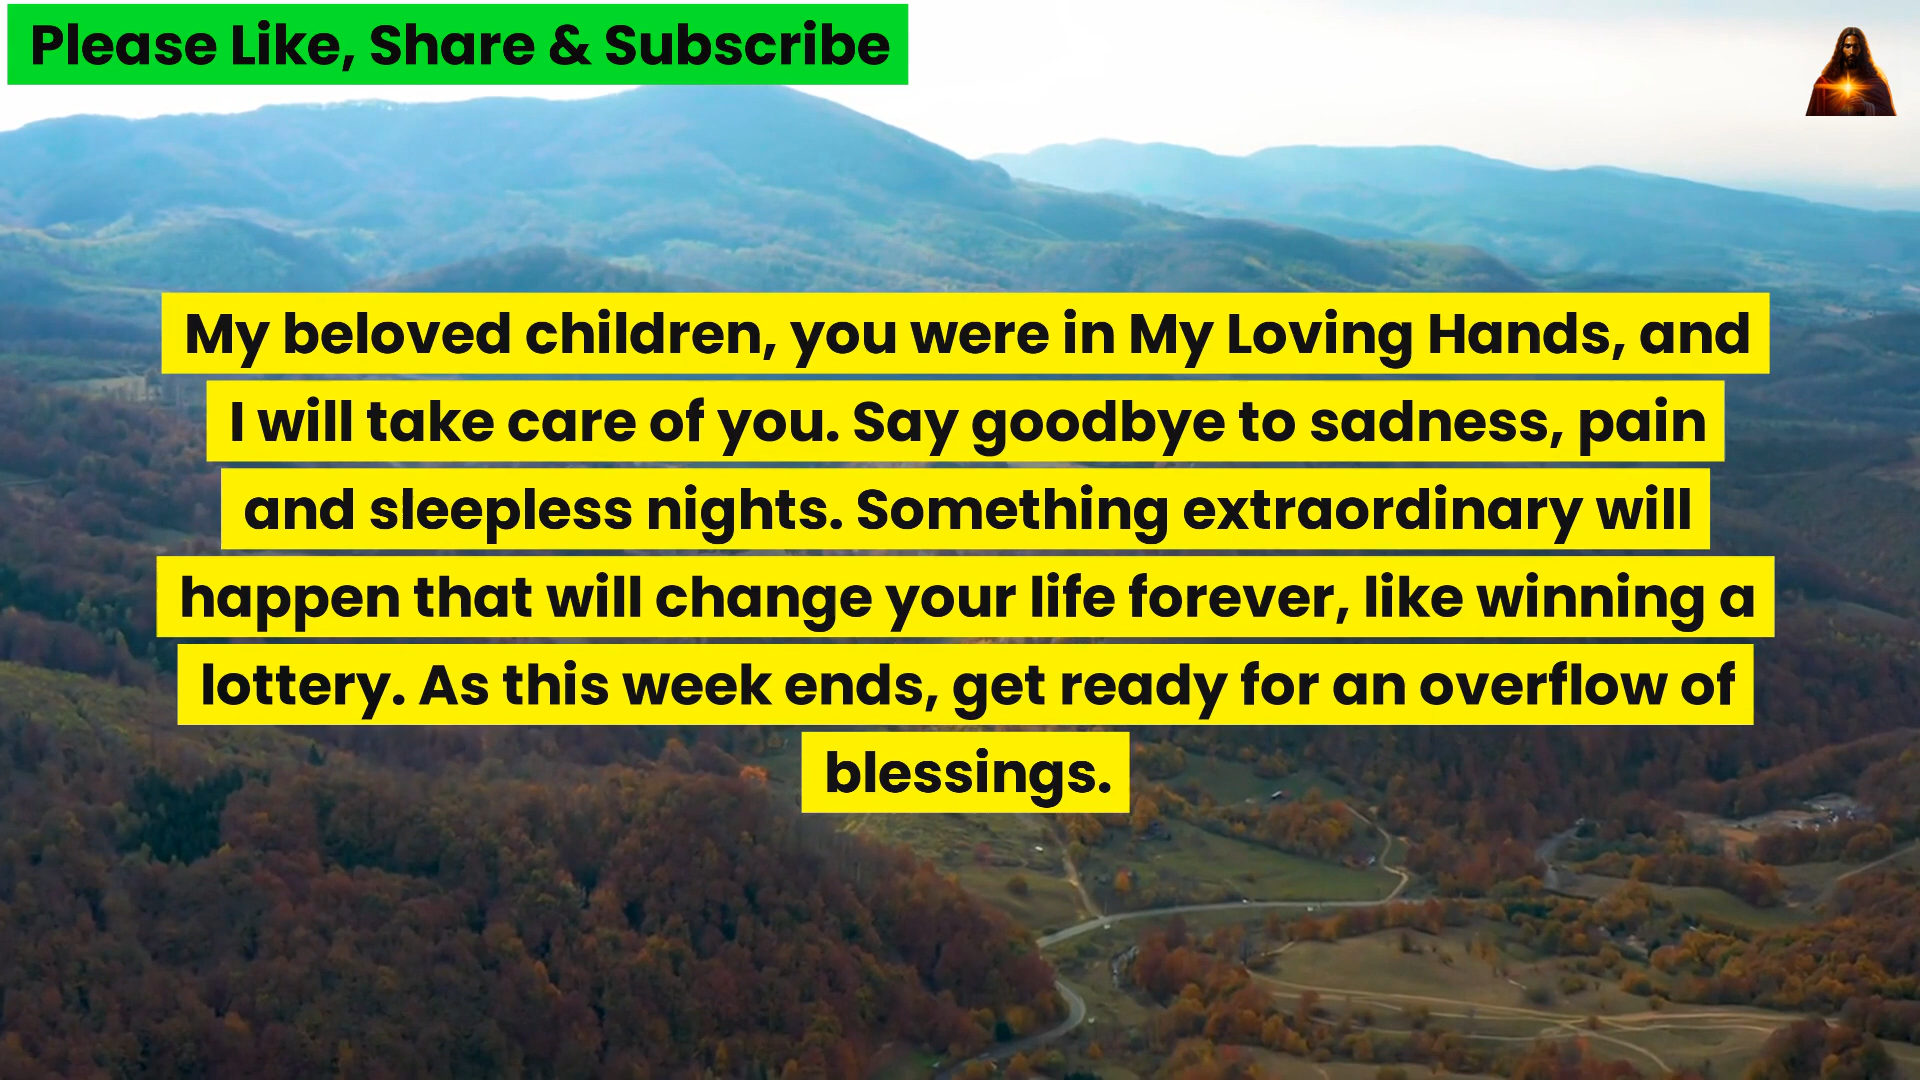 Please Like, Share & Subscribe
My beloved children, you were in My Loving Hands, and
I will take care of you. Say goodbye to sadness, pain
and sleepless nights. Something extraordinary will
happen that will change your life forever, like winning a
lottery. As this week ends, get ready for an overflow of
blessings.